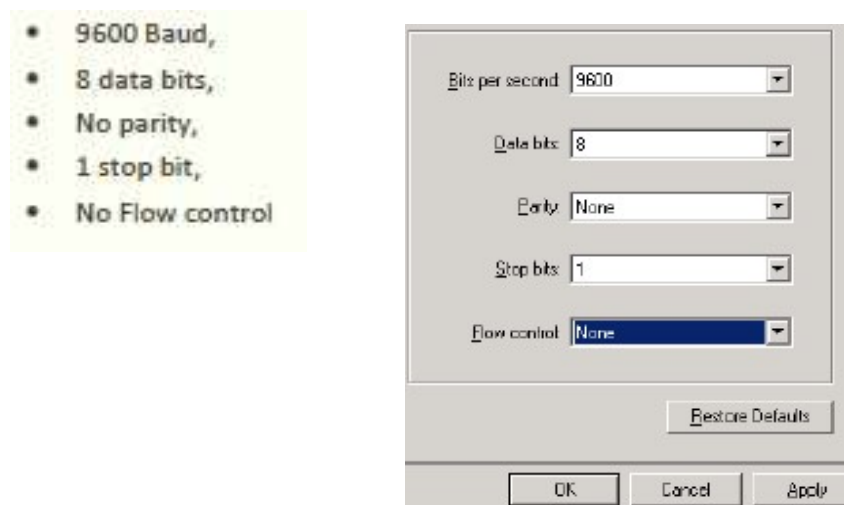 • 9600 Baud,
• 8 data bits,
• No parity,
• 1 stop bit,
• No Flow control
Bits per second: 9600
Data bits: 8
Parity: None
Stop bits: 1
Flow control: None
Restore Defaults
OK Cancel Apply